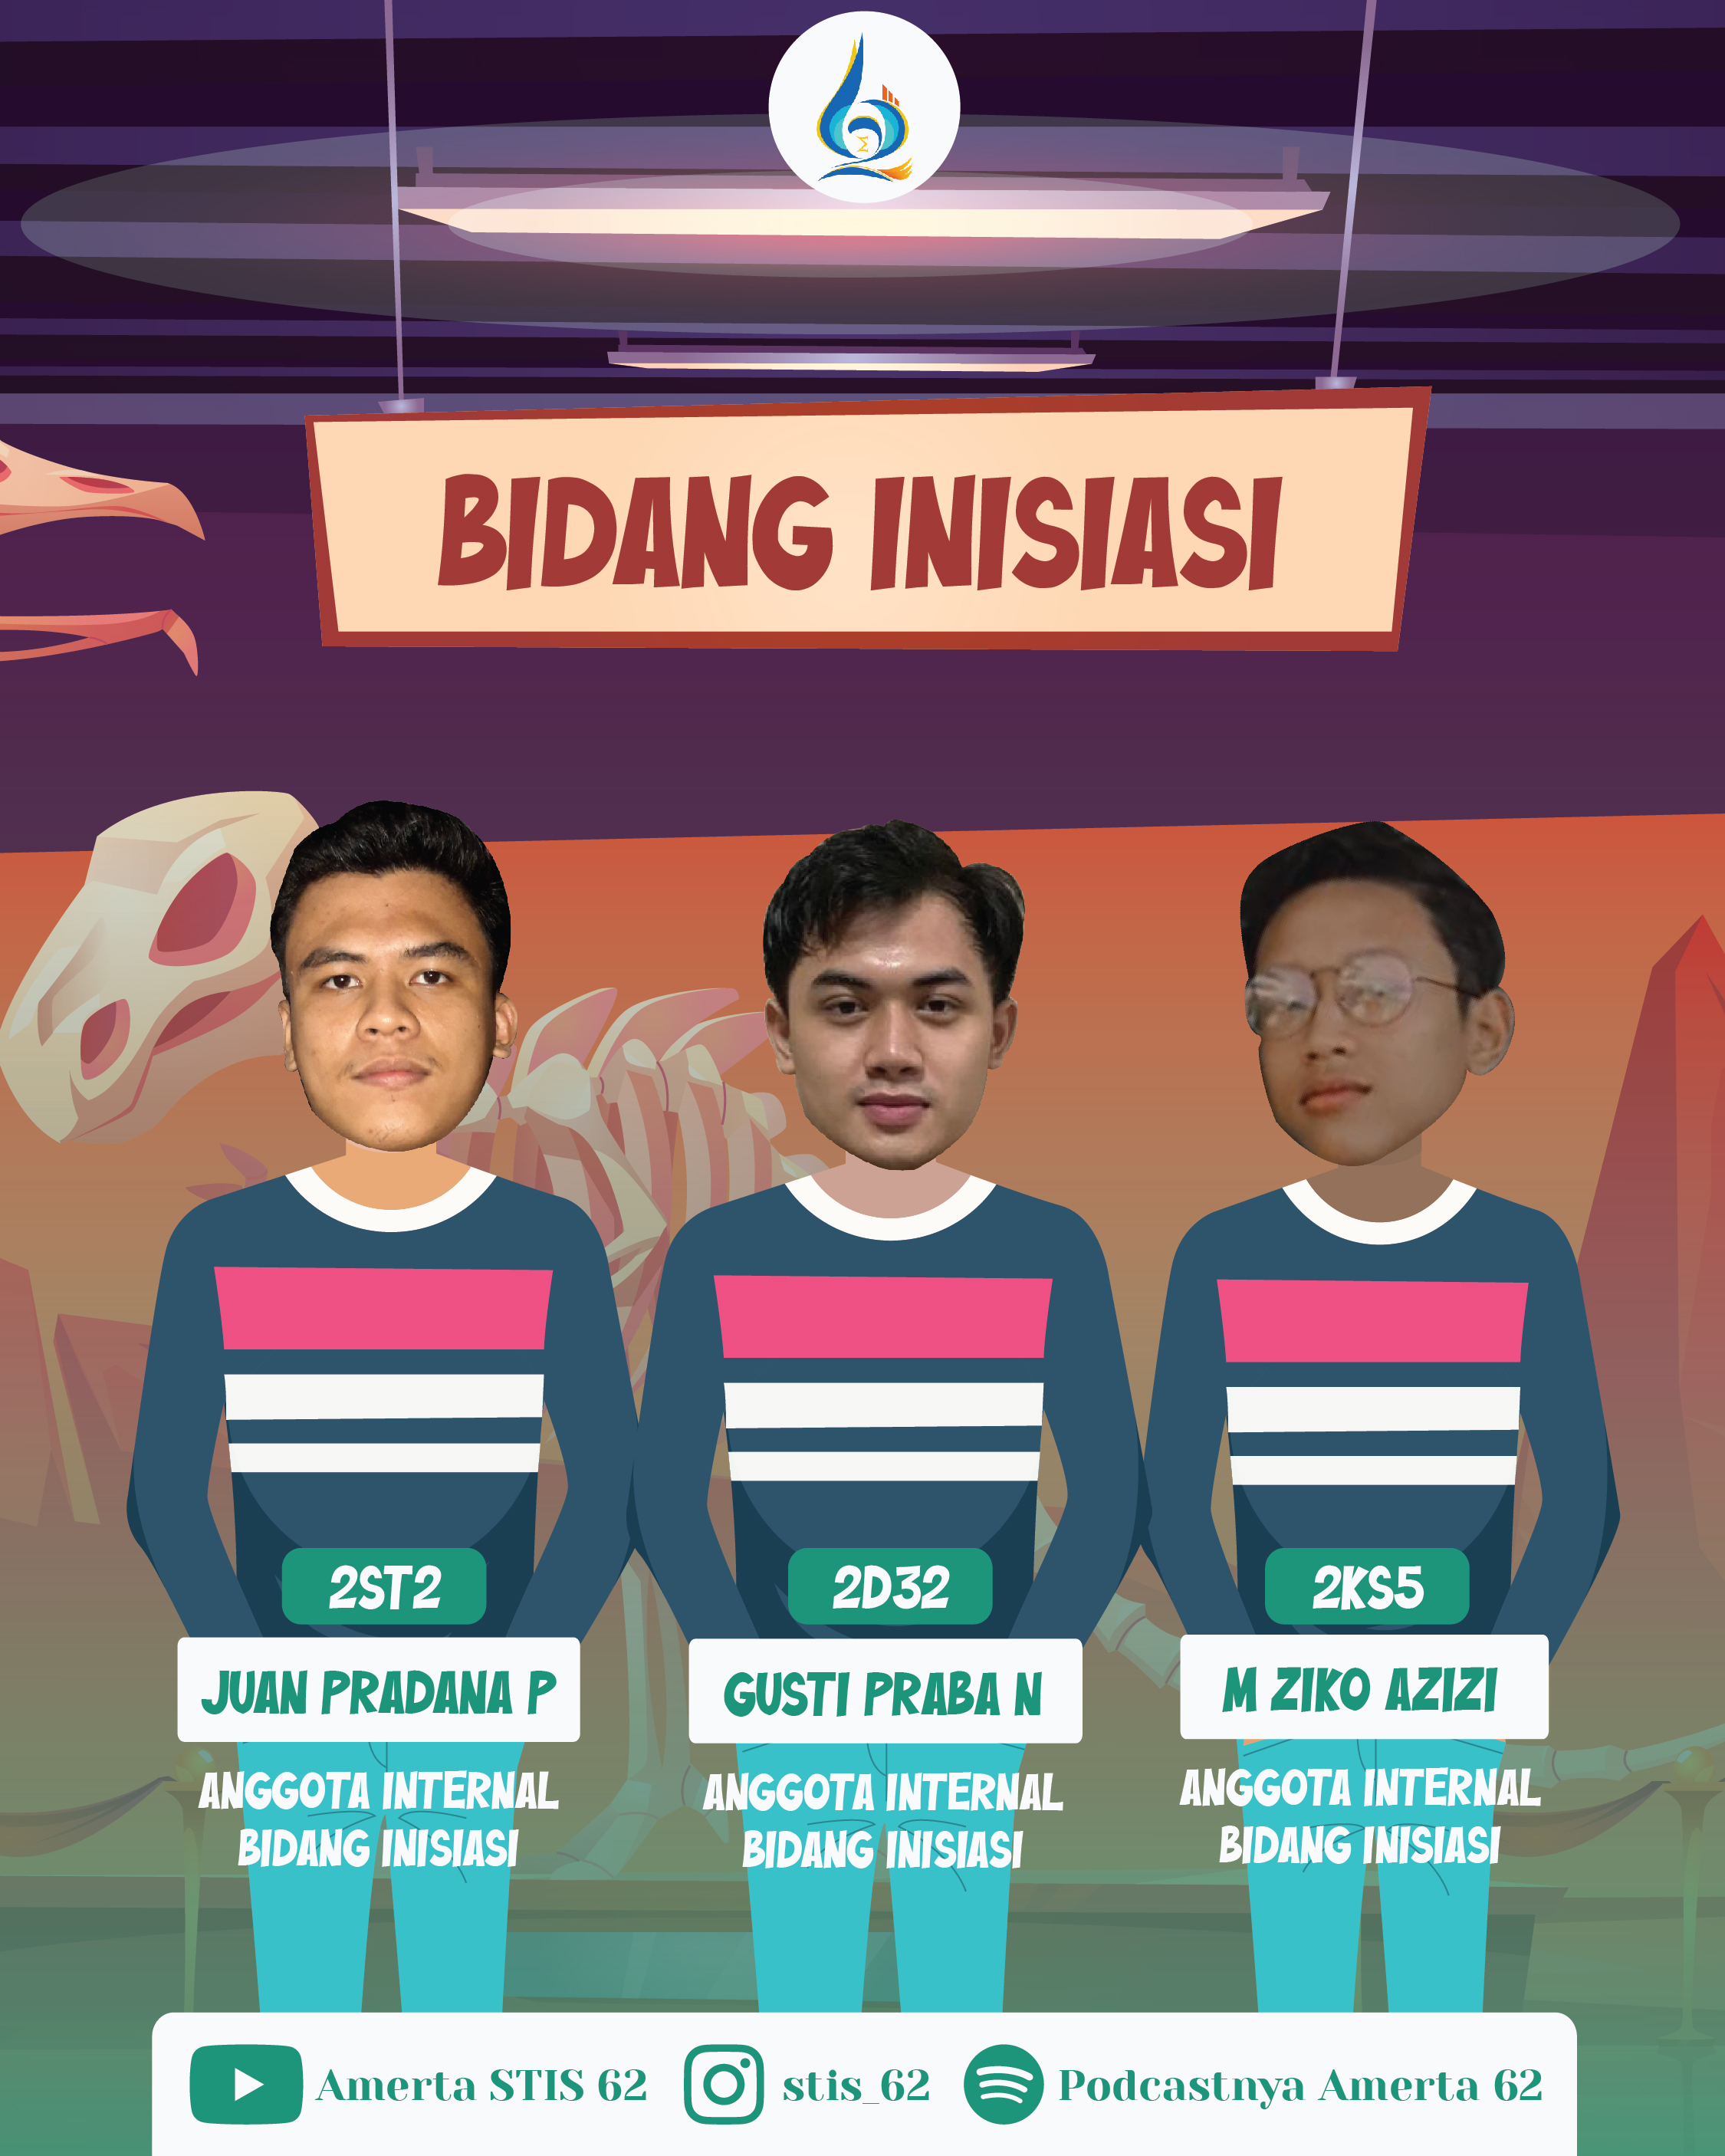 BIDANG INISIASI
2ST2
JUAN PRADANA P
ANGGOTA INTERNAL
BIDANG INISIASI
2D32
GUSTI PRABA N
ANGGOTA INTERNAL
BIDANG INISIASI
2KS5
M ZIKO AZIZI
ANGGOTA INTERNAL
BIDANG INISIASI
Amerta STIS 62
stis_62
Podcastnya Amerta 62